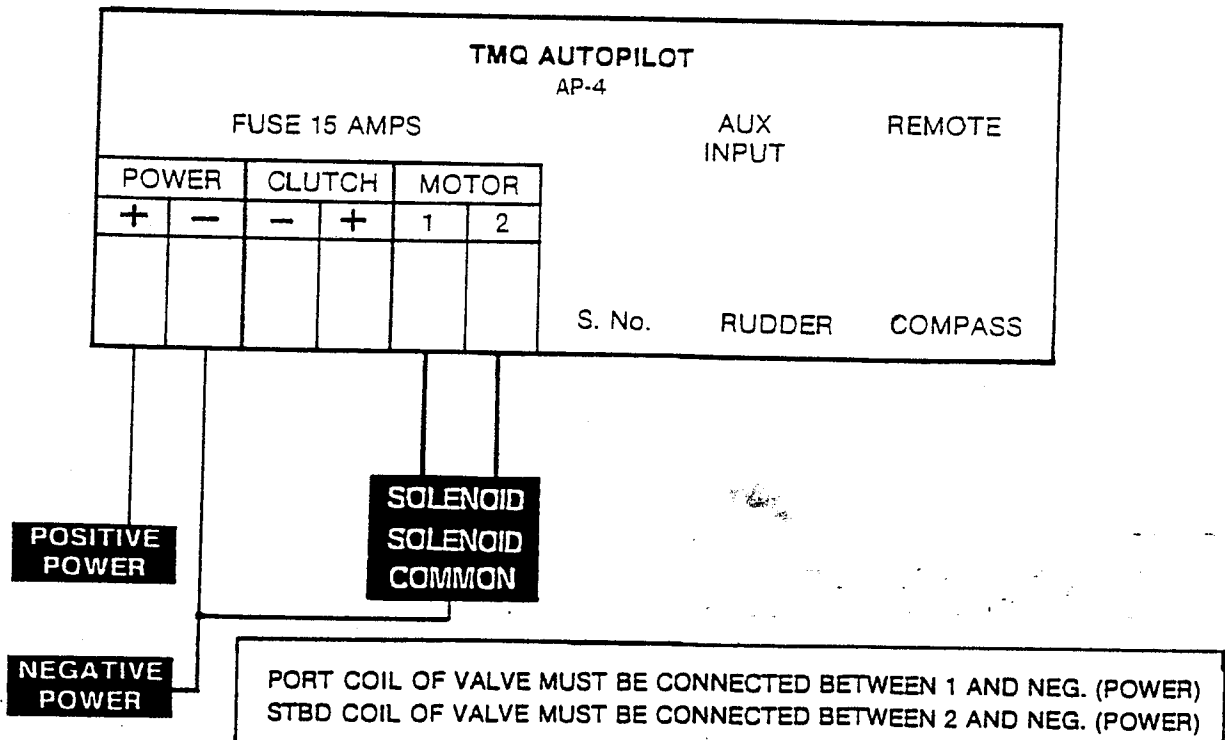 TMQ AUTOPILOT
AP-4
FUSE 15 AMPS
AUX
INPUT
REMOTE
POWER CLUTCH MOTOR
+ − − + 1 2
S. No. RUDDER COMPASS
SOLENOID
SOLENOID
COMMON
POSITIVE
POWER
NEGATIVE
POWER
PORT COIL OF VALVE MUST BE CONNECTED BETWEEN 1 AND NEG. (POWER)
STBD COIL OF VALVE MUST BE CONNECTED BETWEEN 2 AND NEG. (POWER)